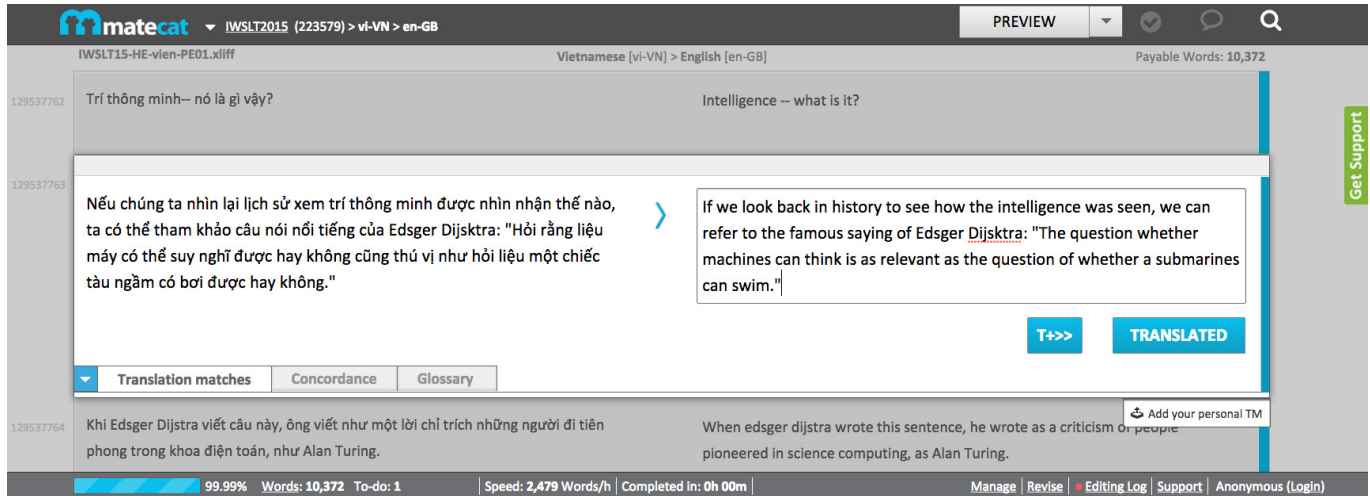 matecat IWSLT2015 (223579) > vi-VN > en-GB PREVIEW
IWSLT15-HE-vien-PE01.xliff Vietnamese [vi-VN] > English [en-GB] Payable Words: 10,372
129537762 Trí thông minh-- nó là gì vậy? Intelligence -- what is it?
Get Support
129537763
Nếu chúng ta nhìn lại lịch sử xem trí thông minh được nhìn nhận thế nào,
ta có thể tham khảo câu nói nổi tiếng của Edsger Dijsktra: "Hỏi rằng liệu
máy có thể suy nghĩ được hay không cũng thú vị như hỏi liệu một chiếc
tàu ngầm có bơi được hay không."
If we look back in history to see how the intelligence was seen, we can
refer to the famous saying of Edsger Dijsktra: "The question whether
machines can think is as relevant as the question of whether a submarines
can swim."
T+>> TRANSLATED
Translation matches Concordance Glossary
Add your personal TM
129537764
Khi Edsger Dijstra viết câu này, ông viết như một lời chỉ trích những người đi tiên
phong trong khoa điện toán, như Alan Turing.
When edsger dijstra wrote this sentence, he wrote as a criticism of people
pioneered in science computing, as Alan Turing.
99.99% Words: 10,372 To-do: 1 Speed: 2,479 Words/h Completed in: 0h 00m Manage Revise Editing Log Support Anonymous (Login)